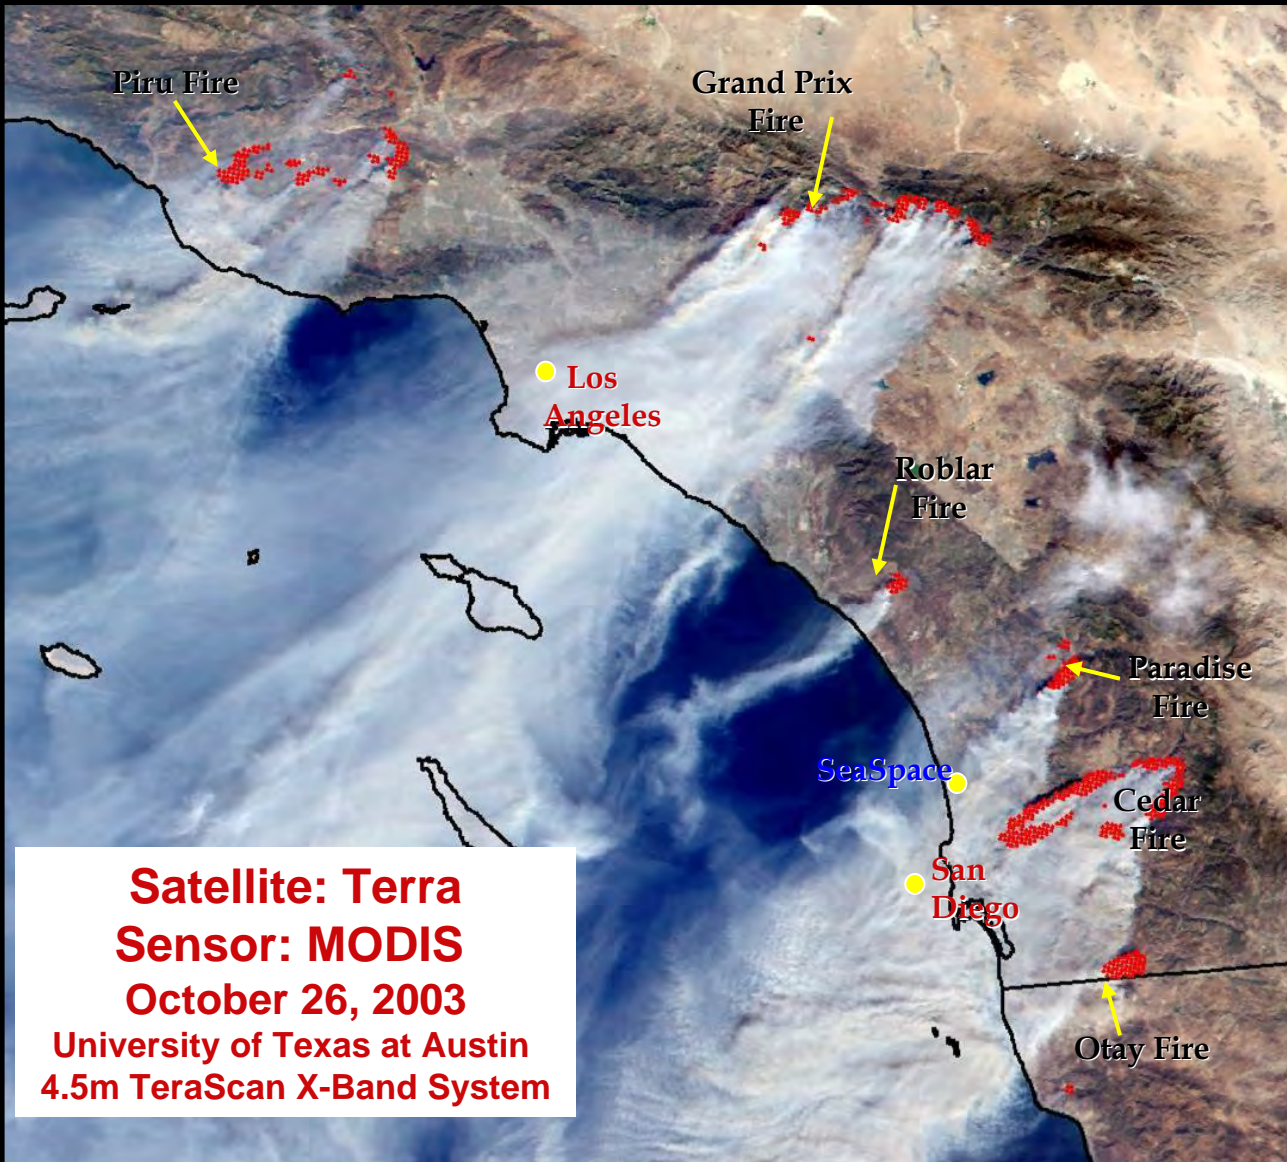 Piru Fire
Grand Prix
Fire
Los
Angeles
Roblar
Fire
Paradise
Fire
SeaSpace
Cedar
Fire
San
Diego
Otay Fire
Satellite: Terra
Sensor: MODIS
October 26, 2003
University of Texas at Austin
4.5m TeraScan X-Band System